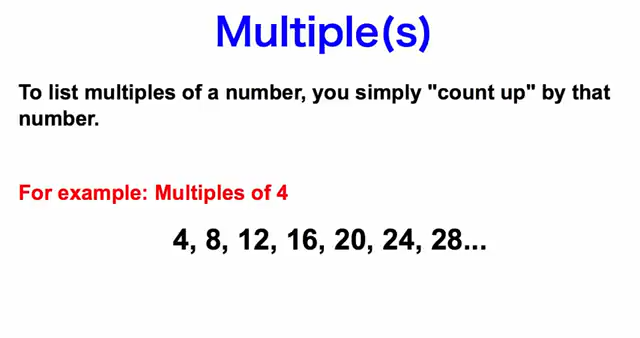 Multiple(s)
To list multiples of a number, you simply "count up" by that
number.
For example: Multiples of 4
4, 8, 12, 16, 20, 24, 28...